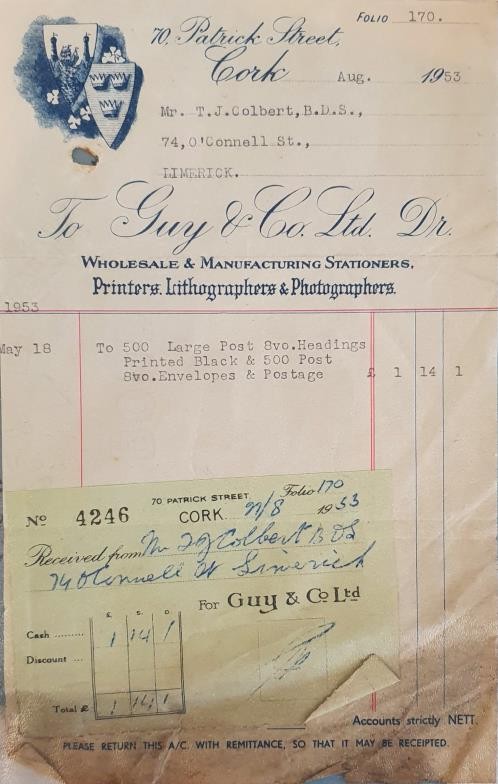 FOLIO 170.
70, Patrick Street,
Cork Aug. 1953
Mr. T.J.Colbert,B.D.S.,
74,O'Connell St.,
LIMERICK.
To Guy & Co. Ltd. Dr.
WHOLESALE & MANUFACTURING STATIONERS,
Printers, Lithographers & Photographers.
1953
May 18 To 500 Large Post 8vo.Headings
Printed Black & 500 Post
8vo.Envelopes & Postage £ 1 14 1
70 PATRICK STREET Folio 170
No 4246 CORK. /8 1953
Received from Mr T J Colbert BDS
74 OConnell St Limerick
For Guy & Co Ltd
£. S. D.
Cash .......... 1 14 1
Discount ...
Total £ 1 14 1
Accounts strictly NETT.
PLEASE RETURN THIS A/C. WITH REMITTANCE, SO THAT IT MAY BE RECEIPTED.